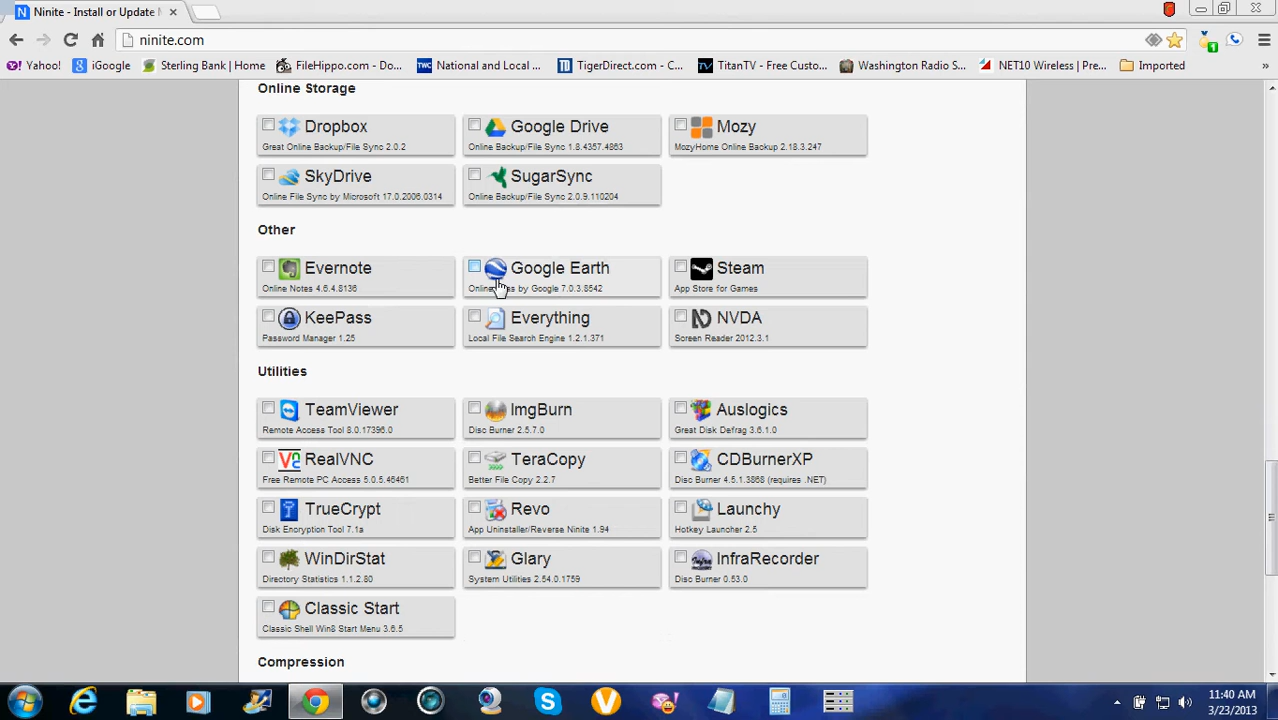 Ninite - Install or Update
ninite.com
1
Yahoo!
iGoogle
Sterling Bank | Home
FileHippo.com - Do...
TWC
National and Local ...
TigerDirect.com - C...
TV
TitanTV - Free Custo...
Washington Radio S...
NET10 Wireless | Pre...
Imported
»
Online Storage
Dropbox
Great Online Backup/File Sync 2.0.2
Google Drive
Online Backup/File Sync 1.8.4357.4863
Mozy
MozyHome Online Backup 2.18.3.247
SkyDrive
Online File Sync by Microsoft 17.0.2006.0314
SugarSync
Online Backup/File Sync 2.0.9.110204
Other
Evernote
Online Notes 4.6.4.8136
Google Earth
by Google 7.0.3.8542
Steam
App Store for Games
KeePass
Password Manager 1.25
Everything
Local File Search Engine 1.2.1.371
NVDA
Screen Reader 2012.3.1
Utilities
TeamViewer
Remote Access Tool 8.0.17396.0
ImgBurn
Disc Burner 2.5.7.0
Auslogics
Great Disk Defrag 3.6.1.0
RealVNC
Free Remote PC Access 5.0.5.46461
TeraCopy
Better File Copy 2.2.7
CDBurnerXP
Disc Burner 4.5.1.3868 (requires .NET)
TrueCrypt
Disk Encryption Tool 7.1a
Revo
App Uninstaller/Reverse Ninite 1.94
Launchy
Hotkey Launcher 2.5
WinDirStat
Directory Statistics 1.1.2.80
Glary
System Utilities 2.54.0.1759
InfraRecorder
Disc Burner 0.53.0
Classic Start
Classic Shell Win8 Start Menu 3.6.5
Compression
11:40 AM
3/23/2013